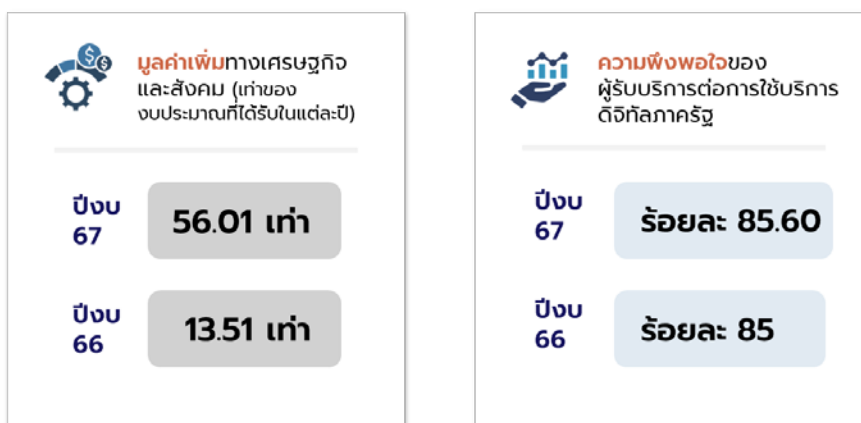 มูลค่าเพิ่มทางเศรษฐกิจ
และสังคม (เท่าของ
งบประมาณที่ได้รับในแต่ละปี)
ปีงบ
67
56.01 เท่า
ปีงบ
66
13.51 เท่า
ความพึงพอใจของ
ผู้รับบริการต่อการใช้บริการ
ดิจิทัลภาครัฐ
ปีงบ
67
ร้อยละ 85.60
ปีงบ
66
ร้อยละ 85